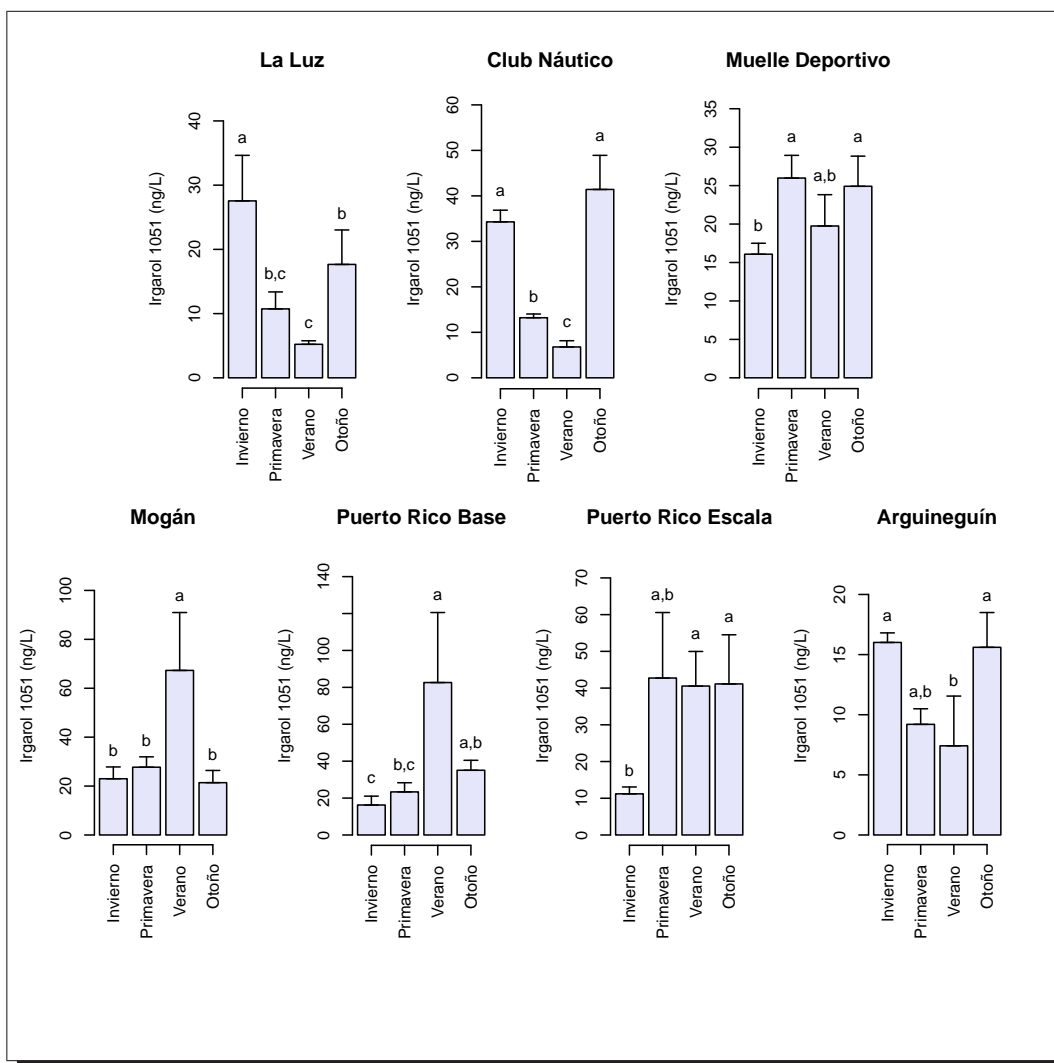 La Luz
Irgarol 1051 (ng/L)
0
10
20
30
40
a
b,c
c
b
Invierno
Primavera
Verano
Otoño
Club Náutico
Irgarol 1051 (ng/L)
0
10
20
30
40
50
60
a
b
c
a
Invierno
Primavera
Verano
Otoño
Muelle Deportivo
Irgarol 1051 (ng/L)
0
5
10
15
20
25
30
35
b
a
a,b
a
Invierno
Primavera
Verano
Otoño
Mogán
Irgarol 1051 (ng/L)
0
20
40
60
80
100
b
b
a
b
Invierno
Primavera
Verano
Otoño
Puerto Rico Base
Irgarol 1051 (ng/L)
0
20
40
60
80
100
140
c
b,c
a
a,b
Invierno
Primavera
Verano
Otoño
Puerto Rico Escala
Irgarol 1051 (ng/L)
0
10
20
30
40
50
60
70
b
a,b
a
a
Invierno
Primavera
Verano
Otoño
Arguineguín
Irgarol 1051 (ng/L)
0
5
10
15
20
a
a,b
b
a
Invierno
Primavera
Verano
Otoño